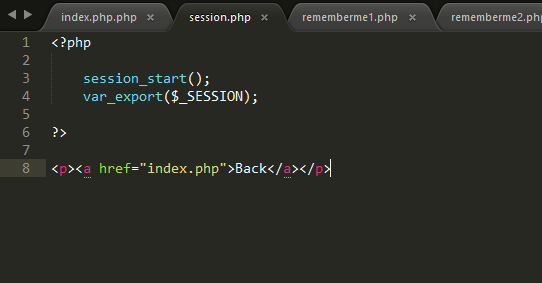 index.php.php × session.php × rememberme1.php × rememberme2.php
1 <?php
2
3 session_start();
4 var_export($_SESSION);
5
6 ?>
7
8 <p><a href="index.php">Back</a></p>